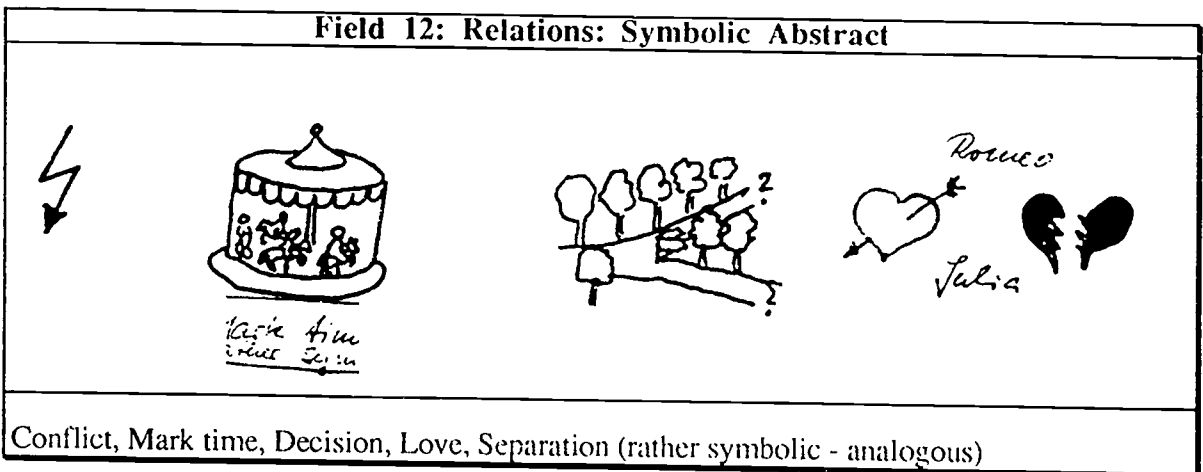 Field 12: Relations: Symbolic Abstract
?
Romeo
?
Julia
Conflict, Mark time, Decision, Love, Separation (rather symbolic - analogous)